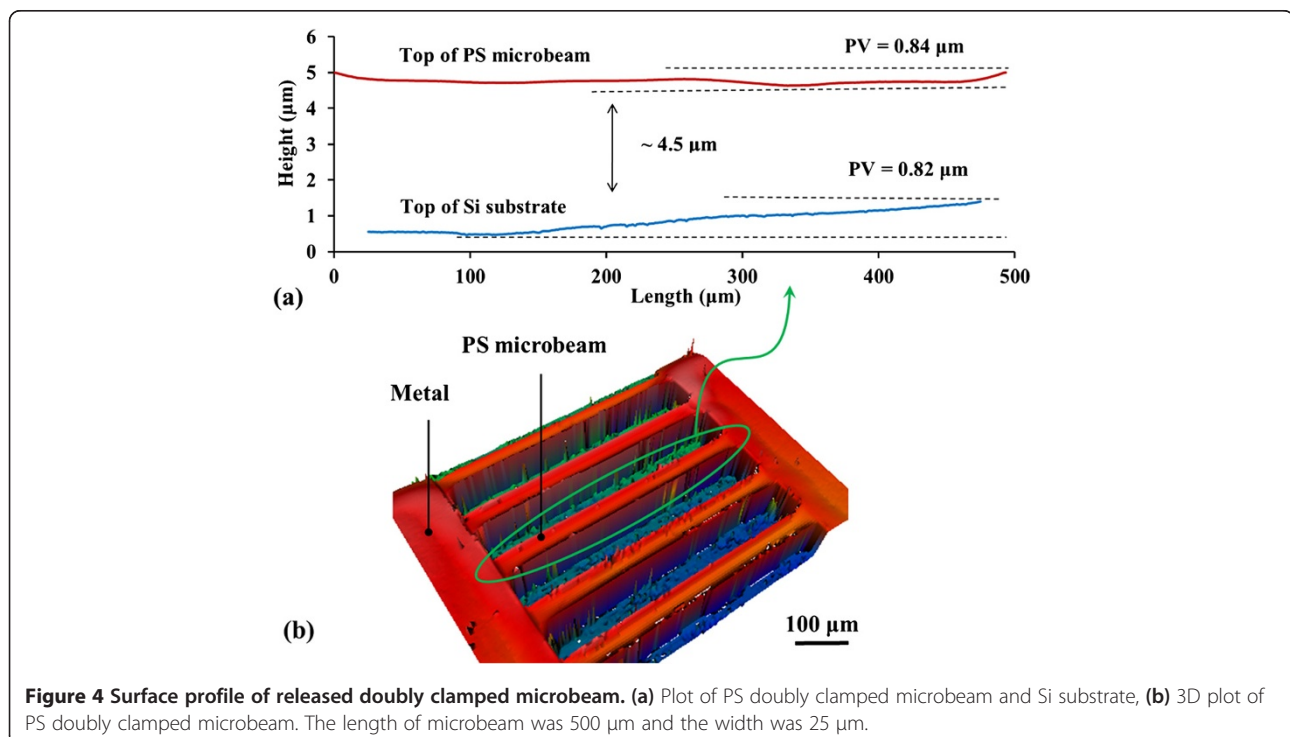 6
Top of PS microbeam
PV = 0.84 µm
5
4
3
~ 4.5 µm
PV = 0.82 µm
2
Top of Si substrate
1
0
Height (µm)
0 100 200 300 400 500
(a)
Length (µm)
PS microbeam
Metal
(b)
100 µm
Figure 4 Surface profile of released doubly clamped microbeam. (a) Plot of PS doubly clamped microbeam and Si substrate, (b) 3D plot of
PS doubly clamped microbeam. The length of microbeam was 500 µm and the width was 25 µm.